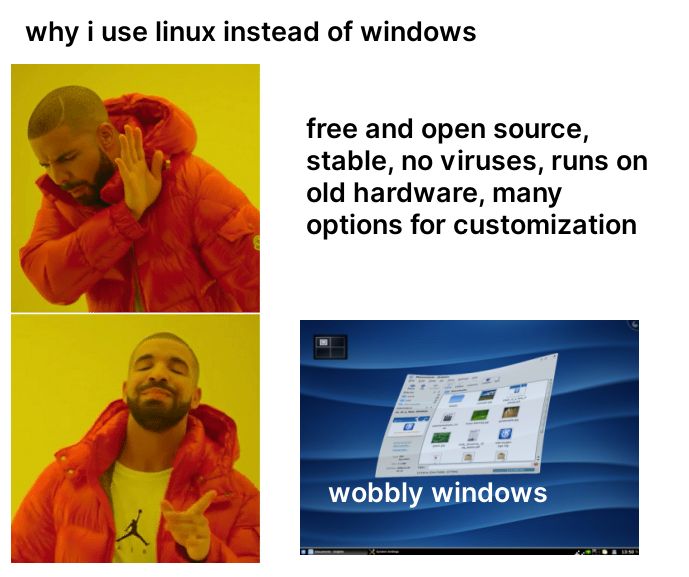 why i use linux instead of windows
free and open source,
stable, no viruses, runs on
old hardware, many
options for customization
wobbly windows